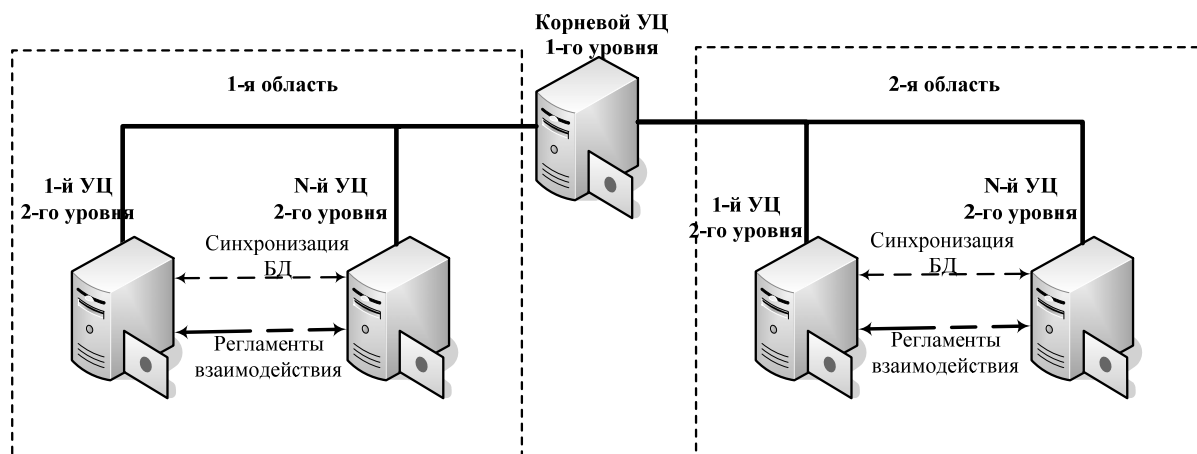 Корневой УЦ
1-го уровня
1-я область
2-я область
1-й УЦ
2-го уровня
N-й УЦ
2-го уровня
Синхронизация
БД
Регламенты
взаимодействия
1-й УЦ
2-го уровня
N-й УЦ
2-го уровня
Синхронизация
БД
Регламенты
взаимодействия